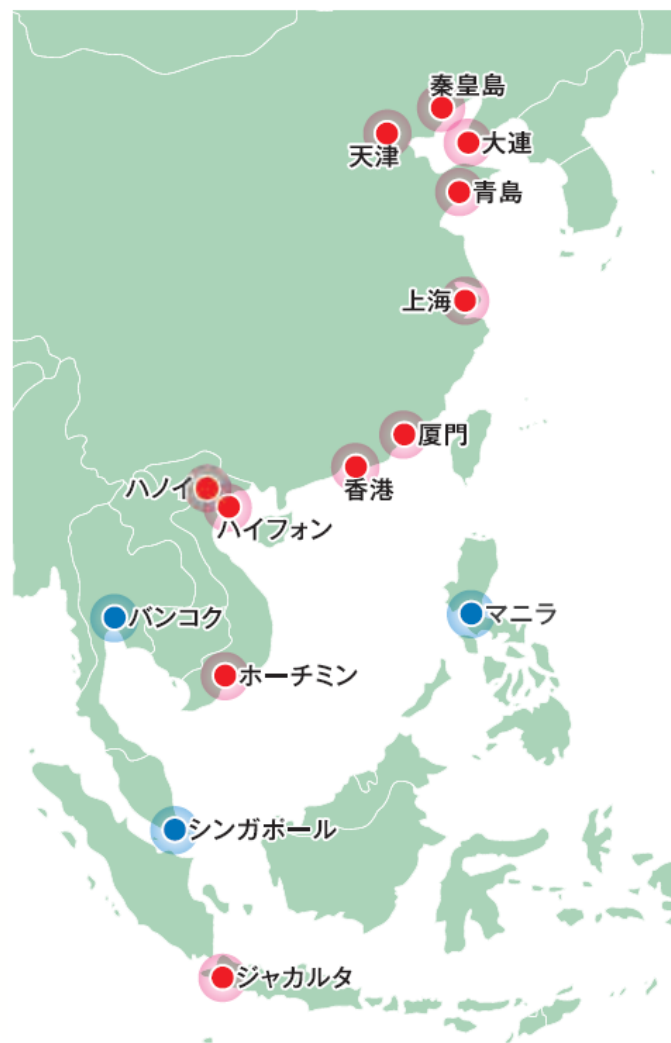 秦皇島
天津
大連
青島
上海
厦門
香港
ハノイ
ハイフォン
バンコク
マニラ
ホーチミン
シンガポール
ジャカルタ